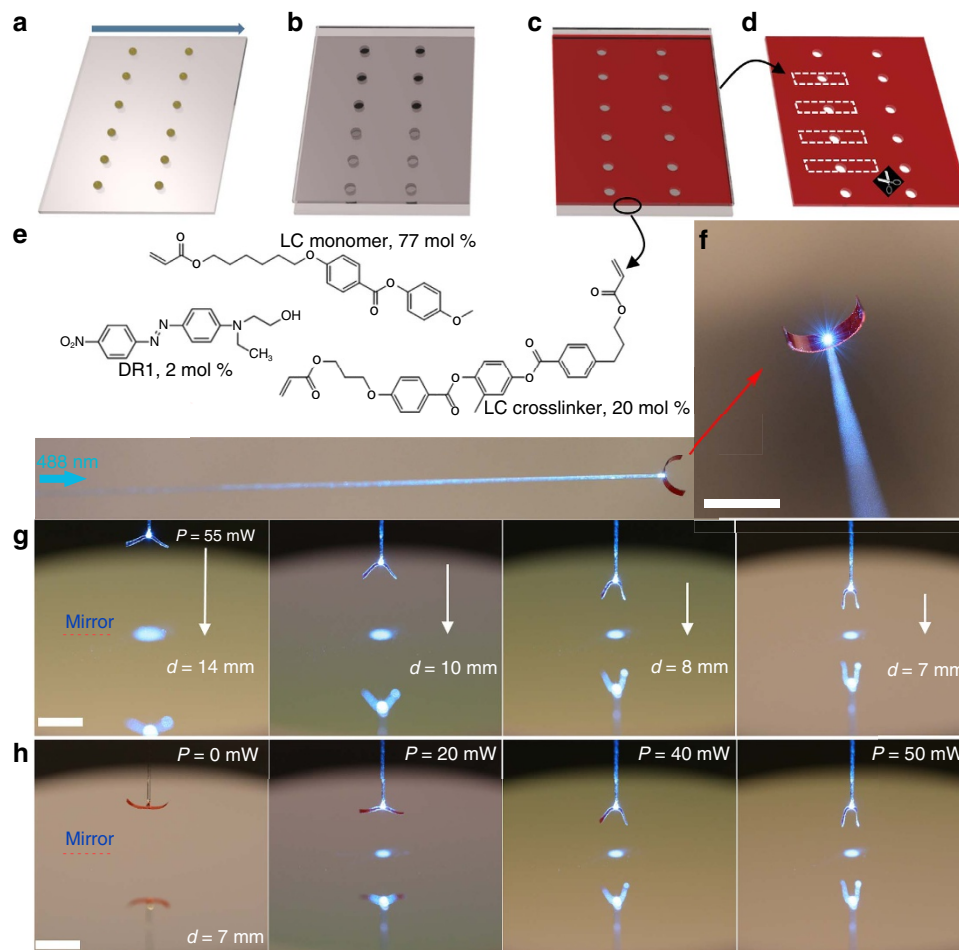 a
b
c
d
e
LC monomer, 77 mol %
f
O
O
O
O
O
O
O
O
O₂N
N
N
N
OH
CH₃
DR1, 2 mol %
O
O
O
O
O
O
O
LC crosslinker, 20 mol %
488 nm
g
P = 55 mW
Mirror
d = 14 mm
d = 10 mm
d = 8 mm
d = 7 mm
h
P = 0 mW
P = 20 mW
P = 40 mW
P = 50 mW
Mirror
d = 7 mm